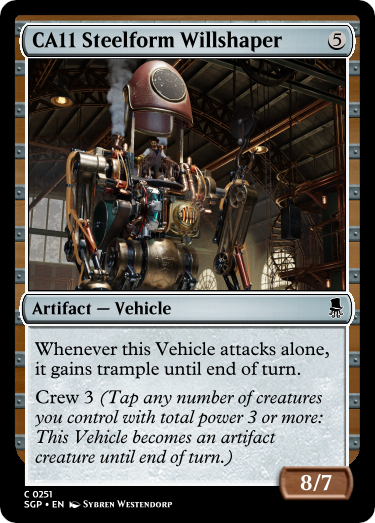 CA11 Steelform Willshaper 5
Artifact — Vehicle
Whenever this Vehicle attacks alone,
it gains trample until end of turn.
Crew 3 (Tap any number of creatures
you control with total power 3 or more:
This Vehicle becomes an artifact
creature until end of turn.)
8/7
C 0251
SGP • EN Sybren Westendorp